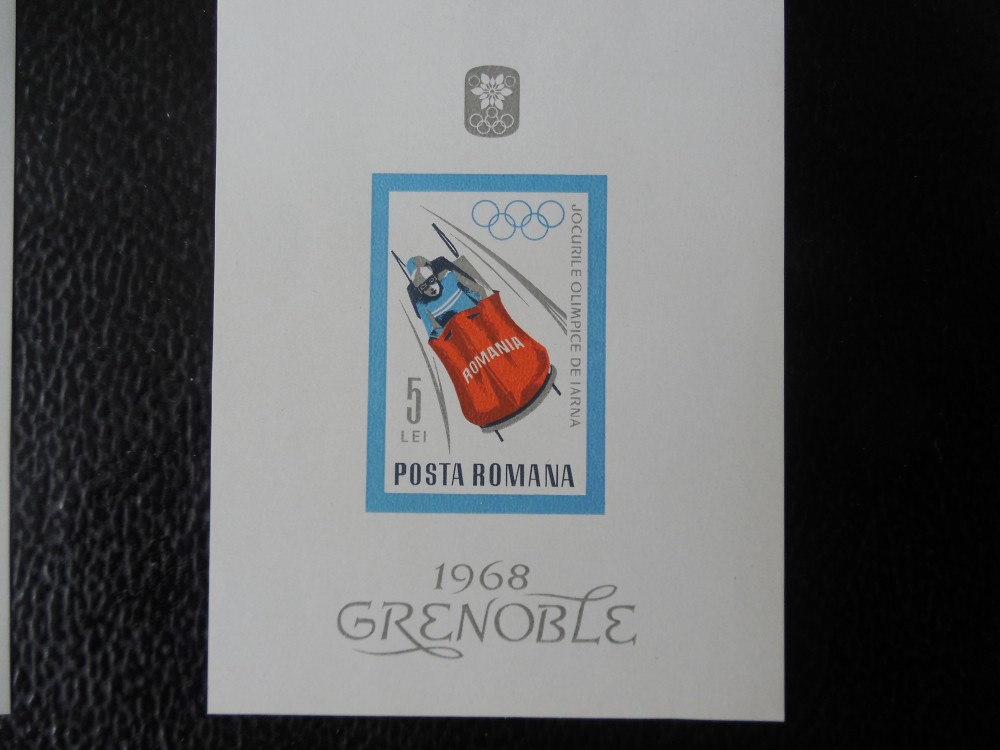 JOCURILE OLIMPICE DE IARNA
ROMANIA
5
LEI
POSTA ROMANA
1968
GRENOBLE